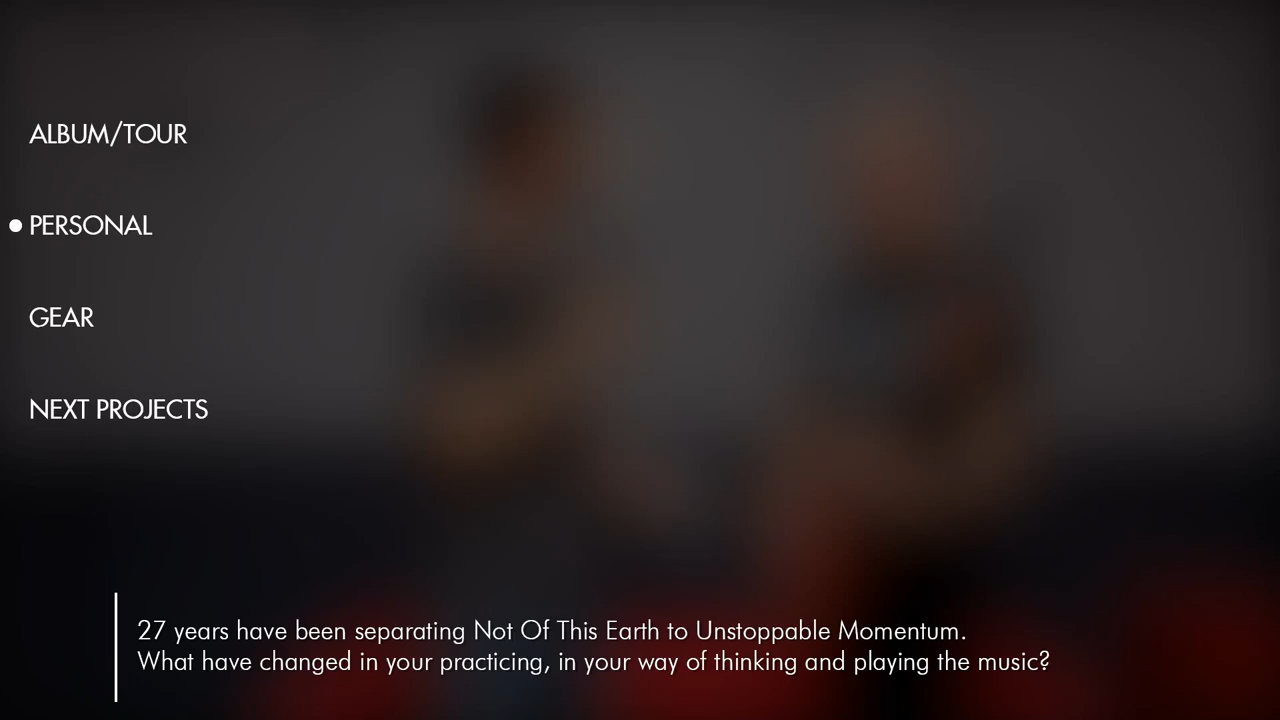 ALBUM/TOUR
PERSONAL
GEAR
NEXT PROJECTS
27 years have been separating Not Of This Earth to Unstoppable Momentum.
What have changed in your practicing, in your way of thinking and playing the music?